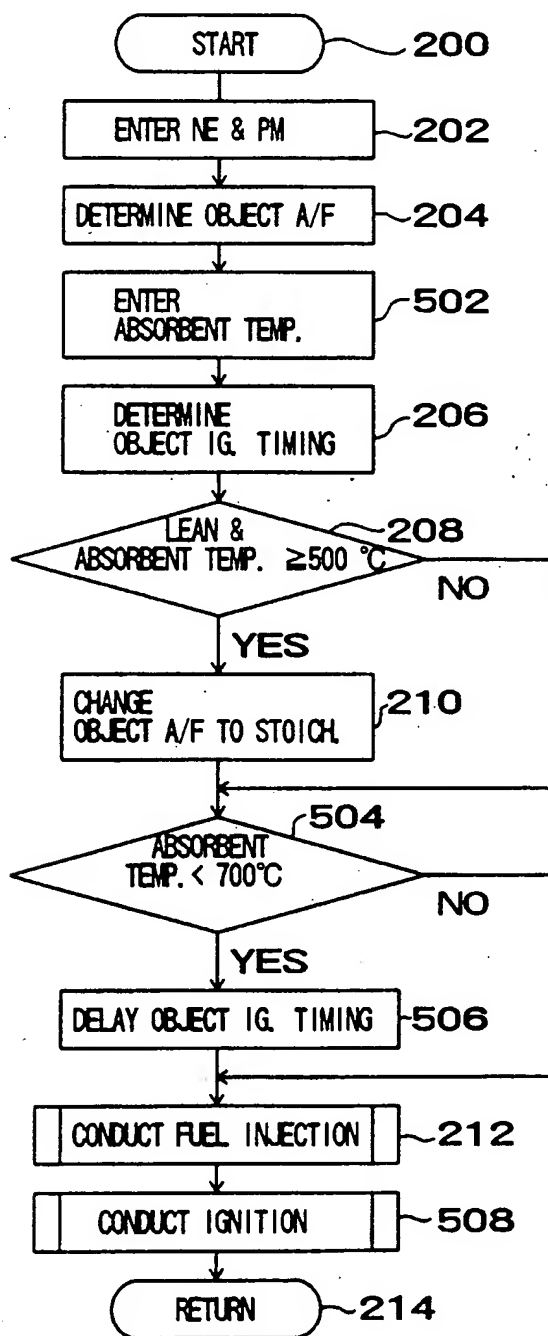 START 200
ENTER NE & PM 202
DETERMINE OBJECT A/F 204
ENTER
ABSORBENT TEMP. 502
DETERMINE
OBJECT IG. TIMING 206
LEAN & 208
ABSORBENT TEMP. ≧500 °C
NO
YES
CHANGE
OBJECT A/F TO STOICH. 210
504
ABSORBENT
TEMP. < 700°C
NO
YES
DELAY OBJECT IG. TIMING 506
CONDUCT FUEL INJECTION 212
CONDUCT IGNITION 508
RETURN 214